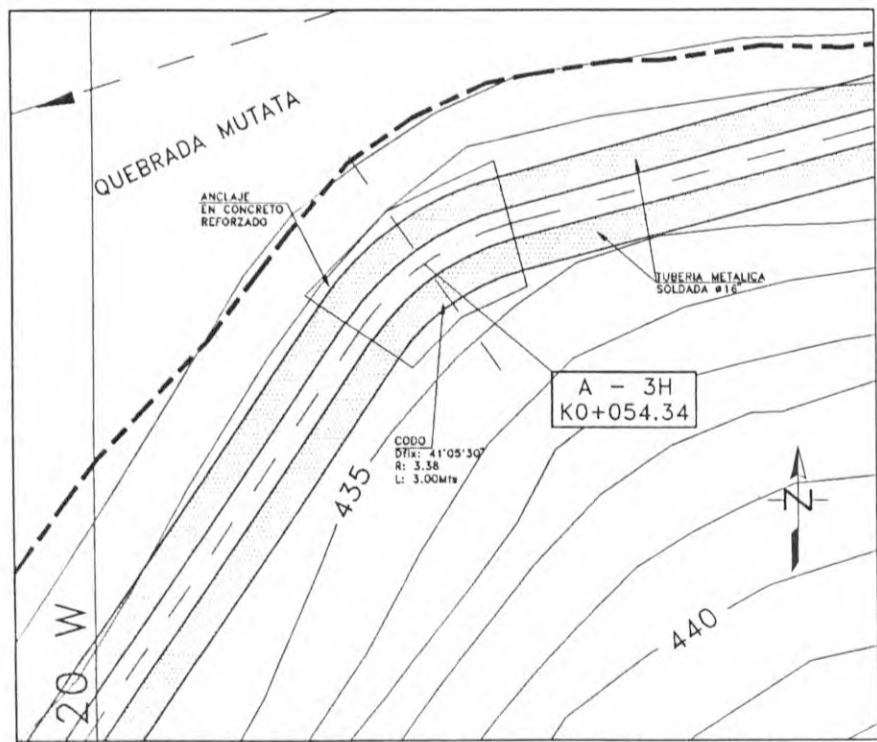 QUEBRADA MUTATA
ANCLAJE
EN CONCRETO
REFORZADO
TUBERIA METALICA
SOLDADA ø16"
A - 3H
K0+054.34
CODO
Dflx: 41°05'30"
R: 3.38
L: 3.00Mts
435
440
20 W
N